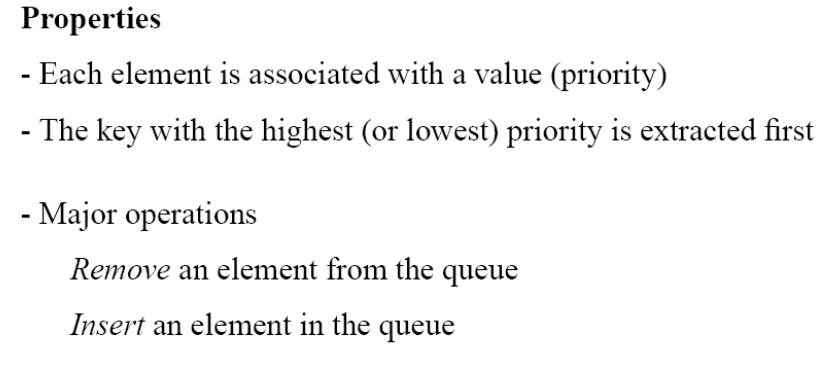 Properties
- Each element is associated with a value (priority)
- The key with the highest (or lowest) priority is extracted first
- Major operations
Remove an element from the queue
Insert an element in the queue